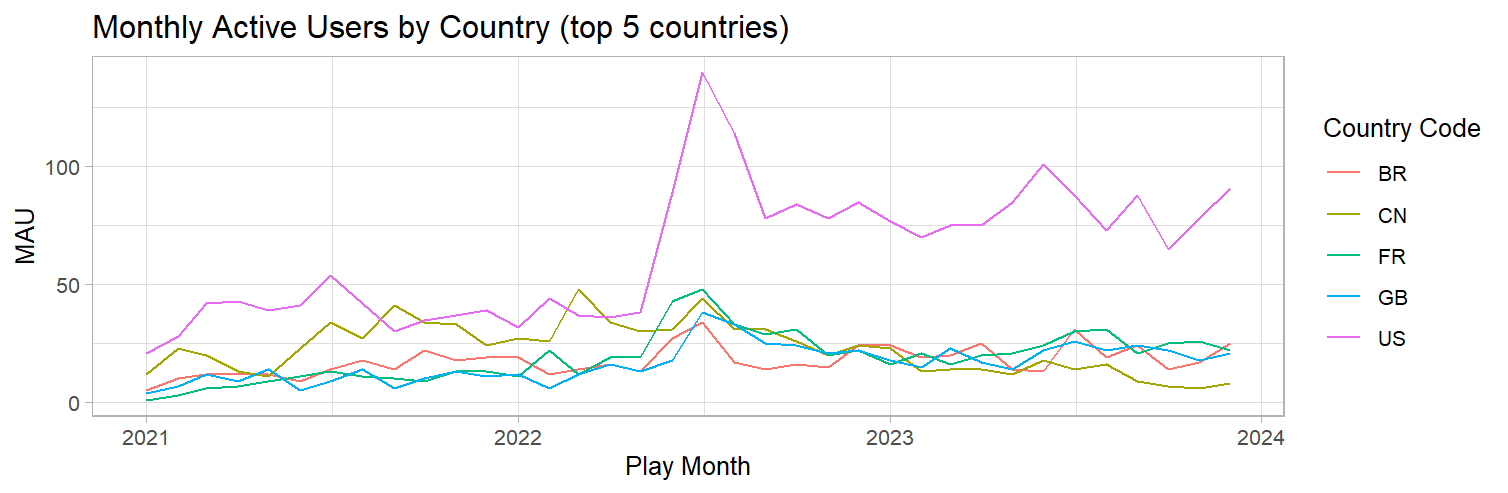 Monthly Active Users by Country (top 5 countries)
MAU
100
50
0
2021
2022
2023
2024
Play Month
Country Code
BR
CN
FR
GB
US